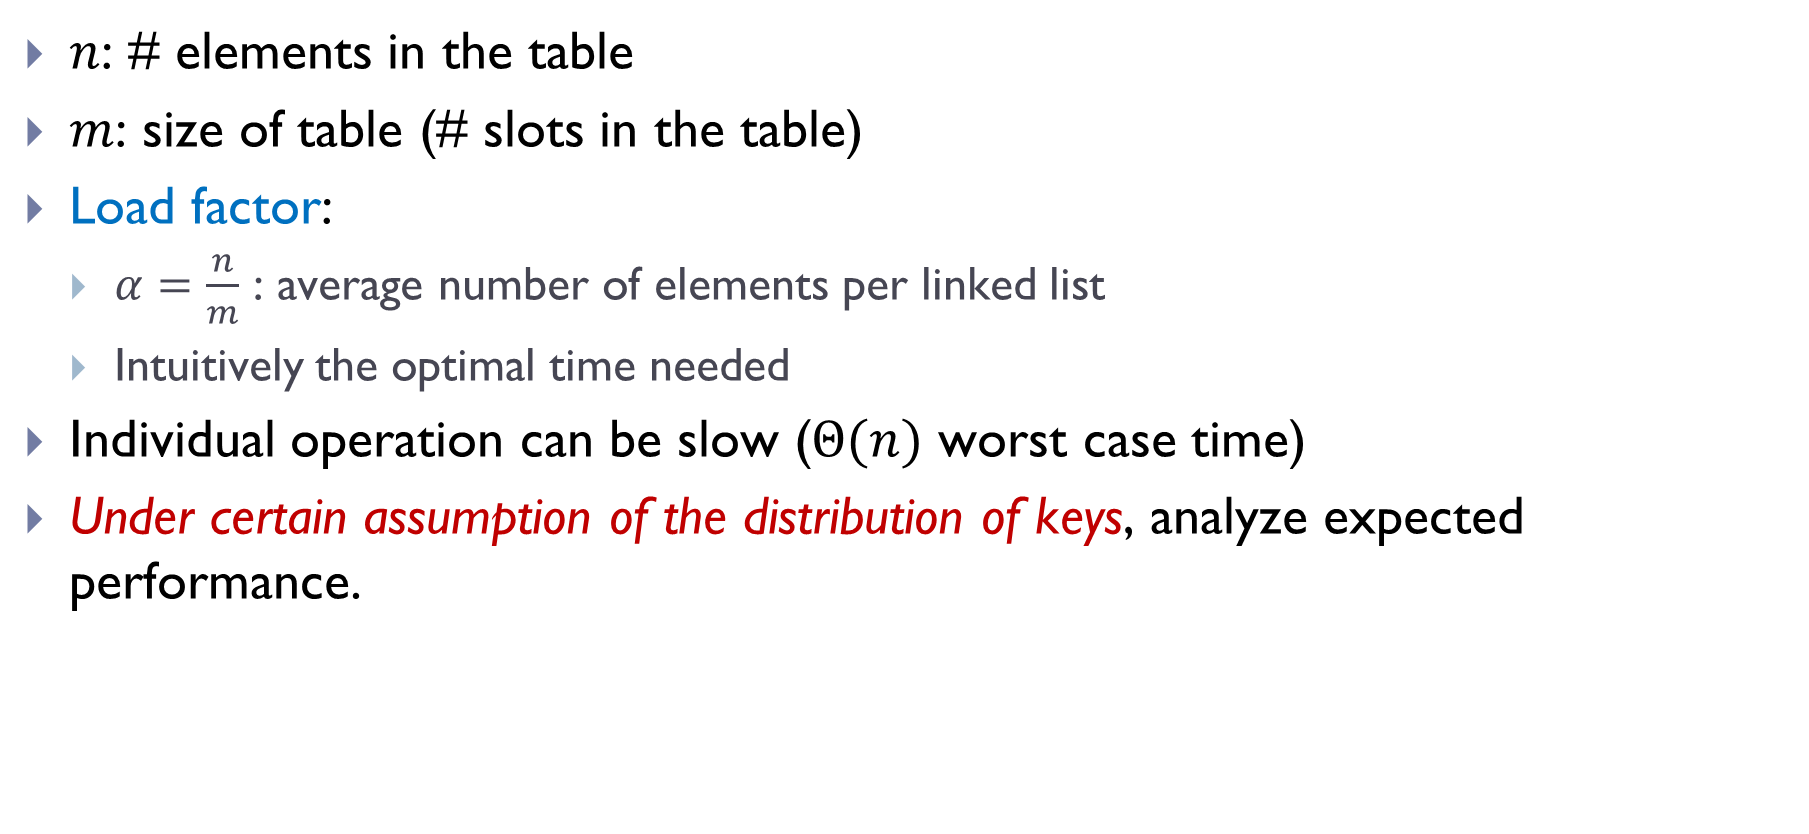 n: # elements in the table
m: size of table (# slots in the table)
Load factor:
α = n/m : average number of elements per linked list
Intuitively the optimal time needed
Individual operation can be slow (Θ(n) worst case time)
Under certain assumption of the distribution of keys, analyze expected
performance.